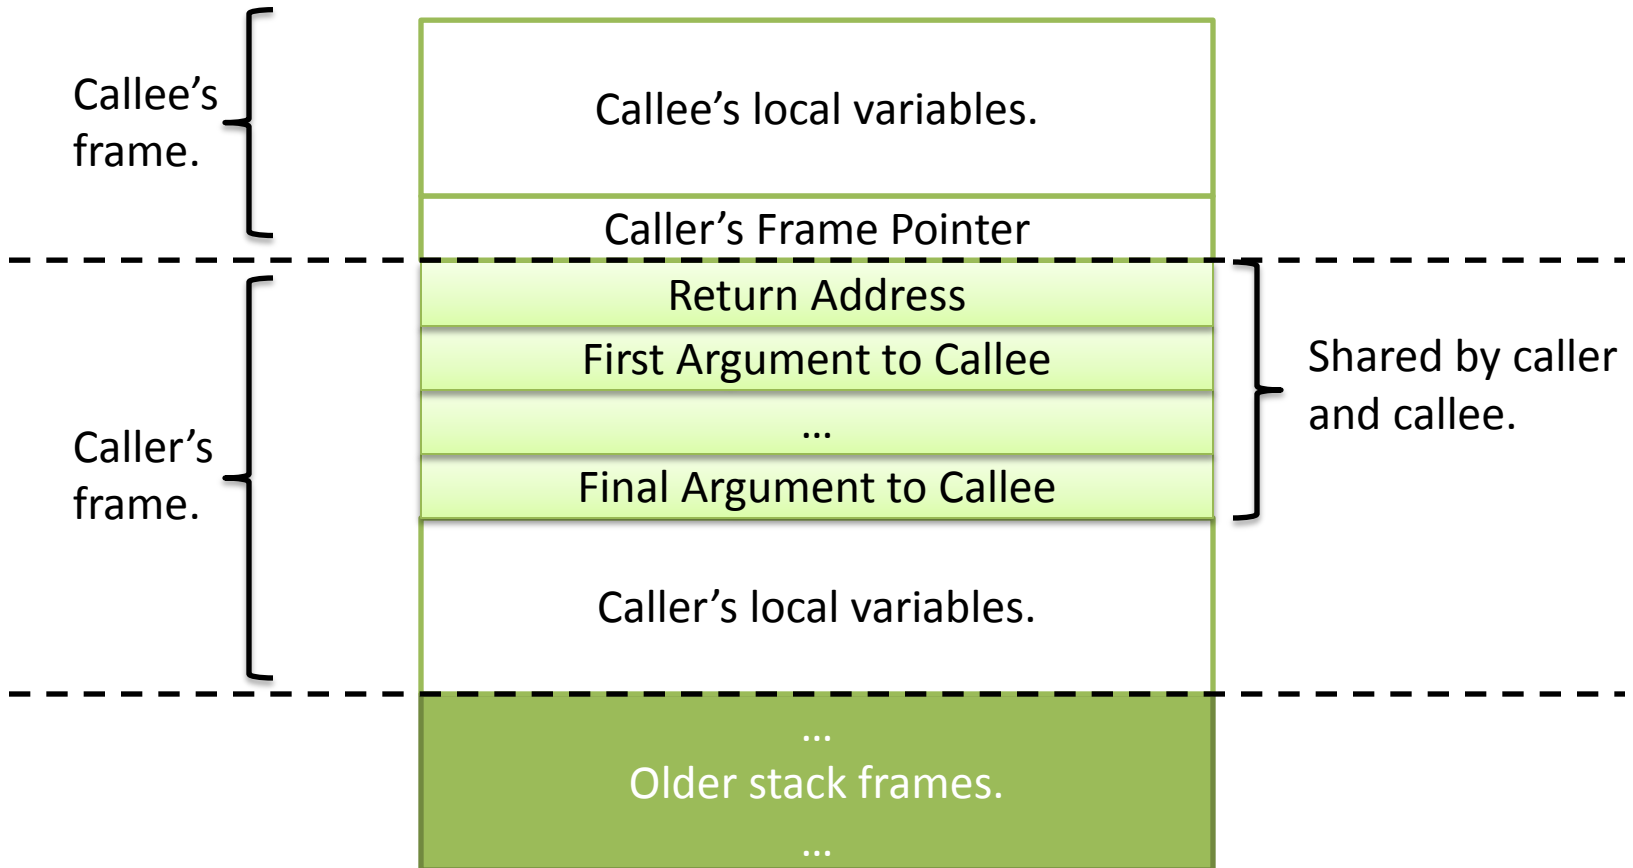 Callee’s
frame.
Callee’s local variables.
Caller’s Frame Pointer
Return Address
First Argument to Callee
…
Final Argument to Callee
Shared by caller
and callee.
Caller’s
frame.
Caller’s local variables.
…
Older stack frames.
…